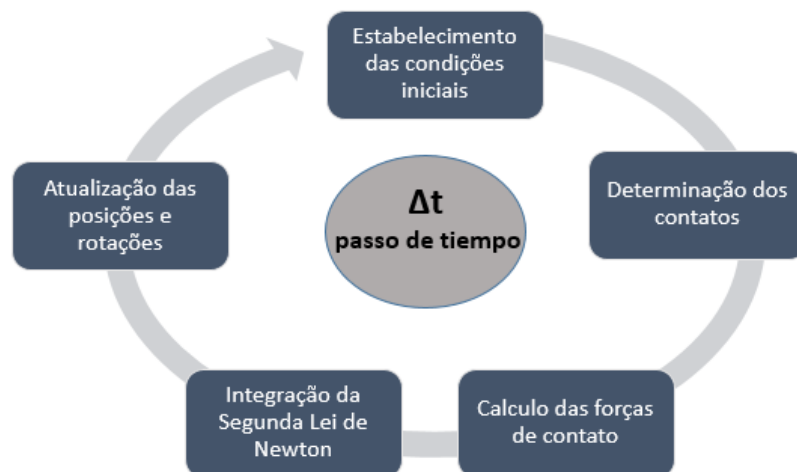 Estabelecimento
das condições
iniciais
Determinação dos
contatos
Calculo das forças
de contato
Integração da
Segunda Lei de
Newton
Atualização das
posições e
rotações
Δt
passo de tiempo